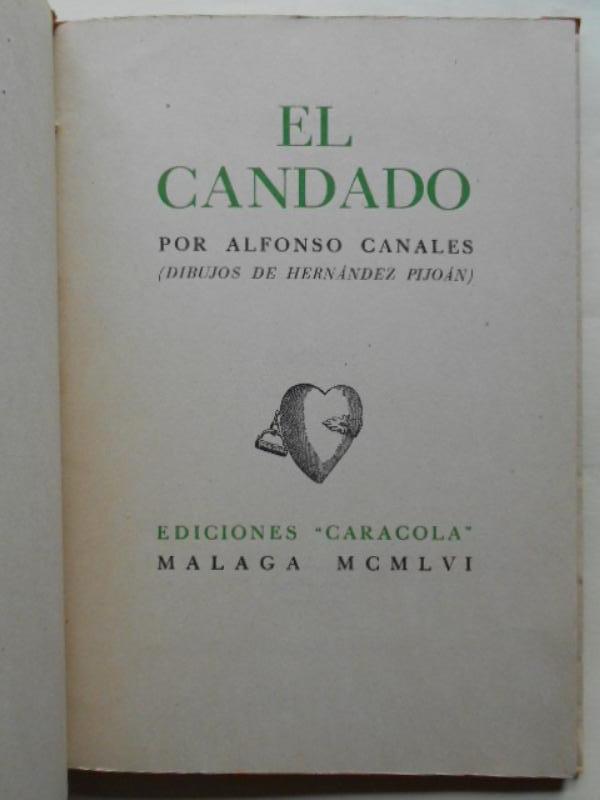 EL
CANDADO
POR ALFONSO CANALES
(DIBUJOS DE HERNÁNDEZ PIJOÁN)
EDICIONES "CARACOLA"
MALAGA MCMLVI